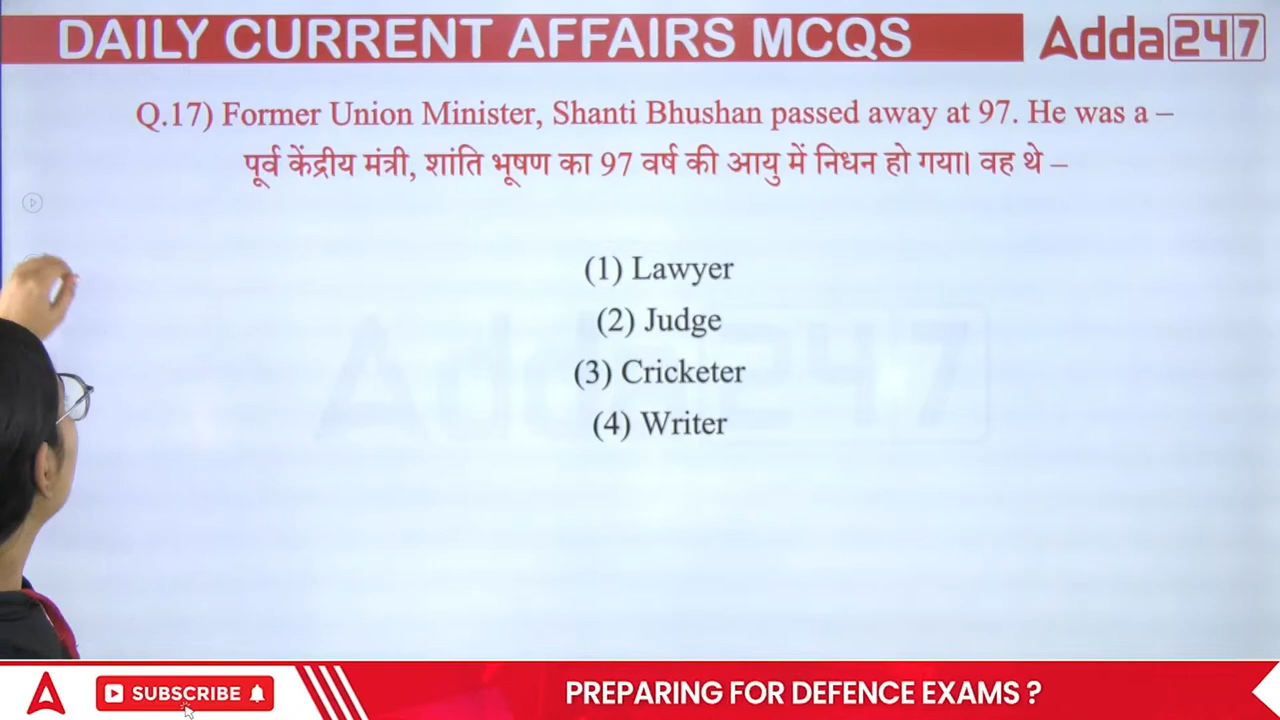 DAILY CURRENT AFFAIRS MCQS
Adda247
Q.17) Former Union Minister, Shanti Bhushan passed away at 97. He was a –
पूर्व केंद्रीय मंत्री, शांति भूषण का 97 वर्ष की आयु में निधन हो गया। वह थे –
(1) Lawyer
(2) Judge
(3) Cricketer
(4) Writer
Adda247
SUBSCRIBE
PREPARING FOR DEFENCE EXAMS ?